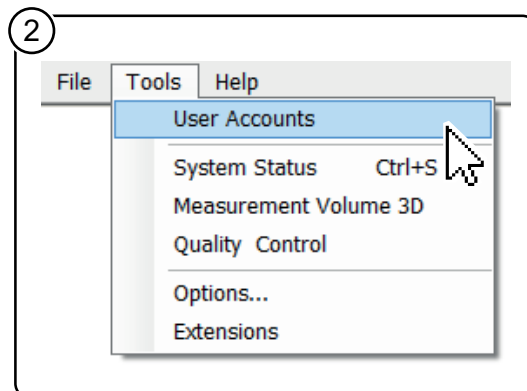 2
File Tools Help
User Accounts
System Status Ctrl+S
Measurement Volume 3D
Quality Control
Options...
Extensions